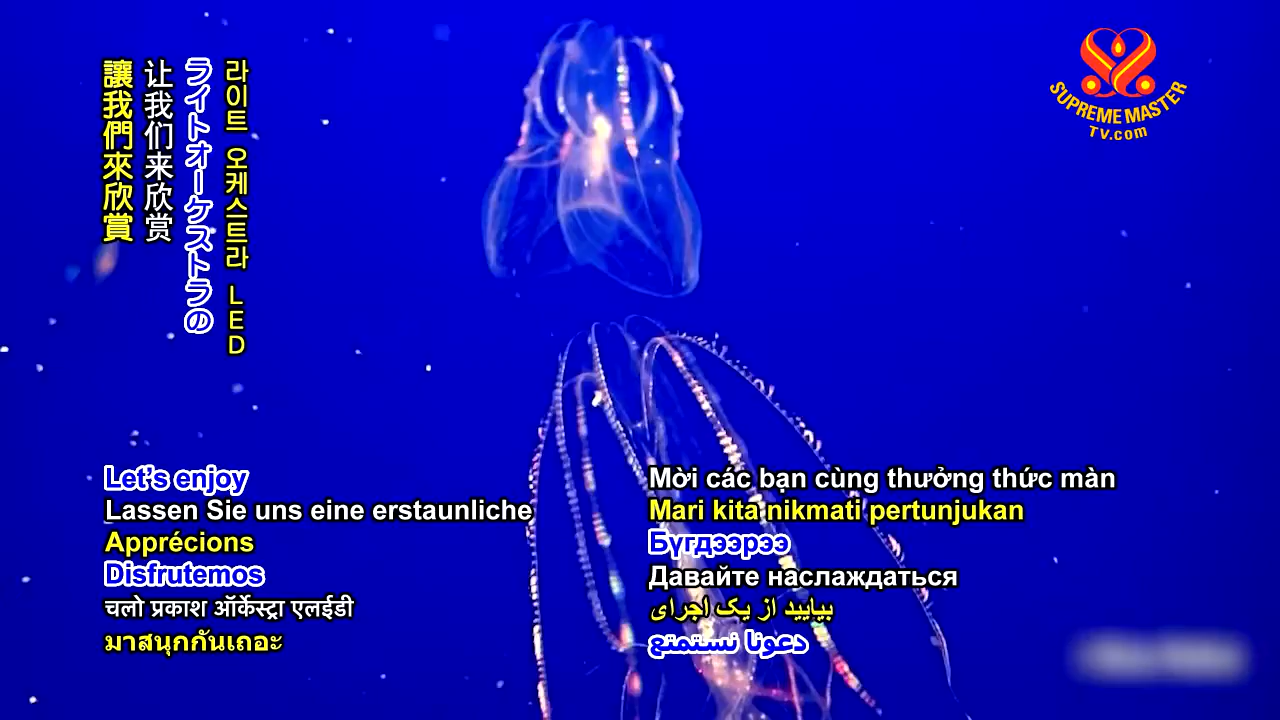 讓我們來欣賞
让我们来欣赏
ライトオーケストラの
라이트 오케스트라 LED
SUPREME MASTER
TV.com
Let's enjoy
Lassen Sie uns eine erstaunliche
Apprécions
Disfrutemos
चलो प्रकाश ऑर्केस्ट्रा एलईडी
มาสนุกกันเถอะ
Mời các bạn cùng thưởng thức màn
Mari kita nikmati pertunjukan
Бүгдээрээ
Давайте наслаждаться
بیایید از یک اجرای
دعونا نستمتع